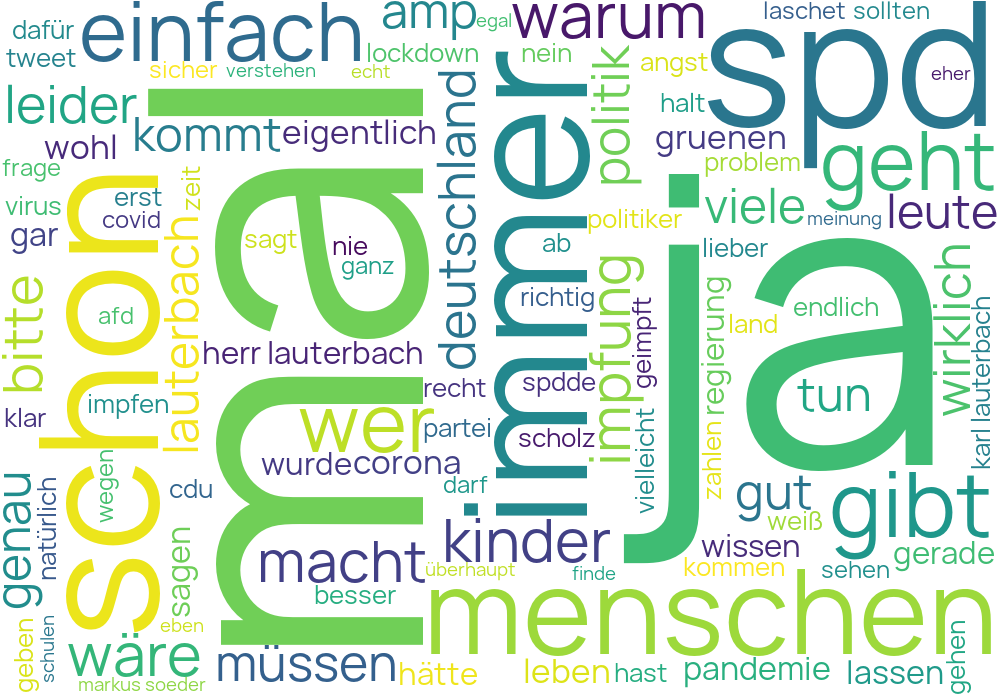 dafür
tweet
einfach
amp
egal
warum
laschet
sollten
spd
eher
sicher
verstehen
echt
lockdown
nein
angst
politik
halt
gruenen
problem
geht
leider
kommt
eigentlich
deutschland
immer
wohl
frage
virus
gar
erst
covid
zeit
schon
mal
ja
sagt
nie
ganz
ab
politiker
viele
meinung
leute
lieber
bitte
afd
lauterbach
herr lauterbach
richtig
impfung
geimpft
regierung
land
endlich
wirklich
klar
impfen
recht
spdde
wer
partei
scholz
tun
karl lauterbach
wurde
corona
wegen
cdu
darf
vielleicht
zahlen
gut
weiß
gibt
genau
natürlich
sagen
macht
kinder
wissen
gerade
überhaupt
finde
kommen
sehen
besser
menschen
geben
schulen
eben
wäre
markus soeder
müssen
hätte
leben
hast
pandemie
lassen
gehen